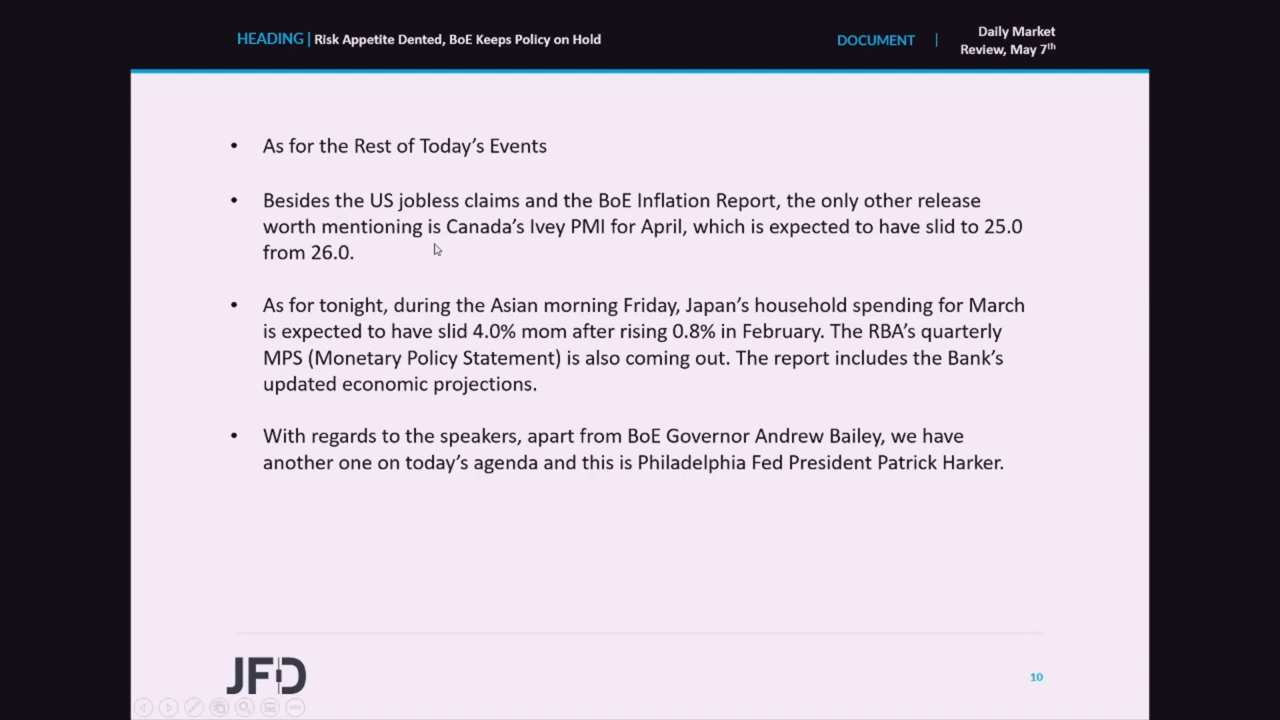 HEADING | Risk Appetite Dented, BoE Keeps Policy on Hold
DOCUMENT | Daily Market
Review, May 7th
• As for the Rest of Today's Events
• Besides the US jobless claims and the BoE Inflation Report, the only other release
worth mentioning is Canada's Ivey PMI for April, which is expected to have slid to 25.0
from 26.0.
• As for tonight, during the Asian morning Friday, Japan's household spending for March
is expected to have slid 4.0% mom after rising 0.8% in February. The RBA's quarterly
MPS (Monetary Policy Statement) is also coming out. The report includes the Bank's
updated economic projections.
• With regards to the speakers, apart from BoE Governor Andrew Bailey, we have
another one on today's agenda and this is Philadelphia Fed President Patrick Harker.
JFD
10